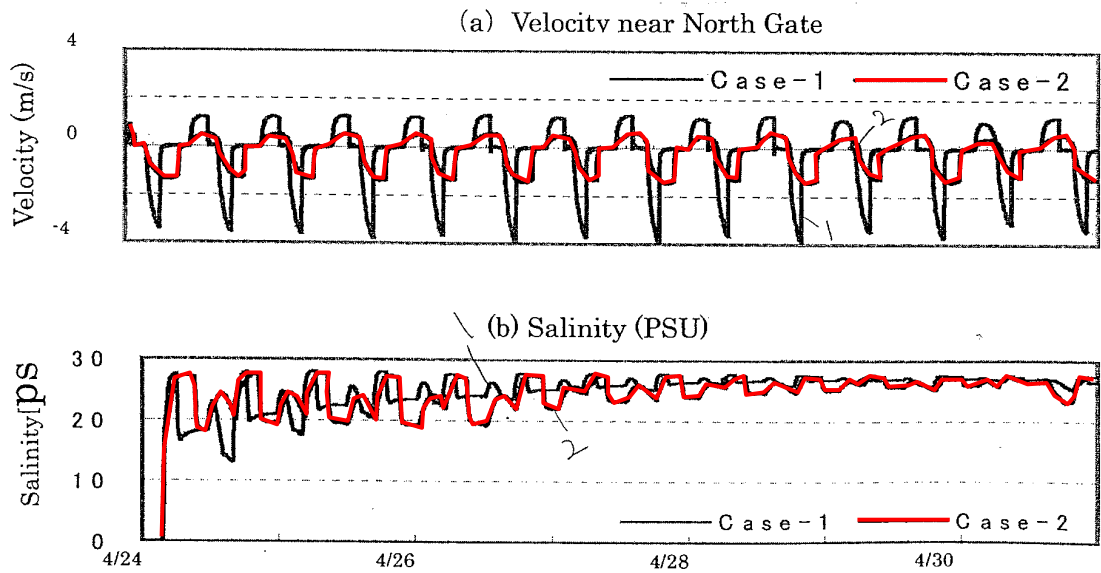 (a) Velocity near North Gate
4
Velocity (m/s)
0
-4
Case-1 Case-2
2
1
(b) Salinity (PSU)
1
Salinity[ps
30
20
10
0
2
Case-1 Case-2
4/24 4/26 4/28 4/30